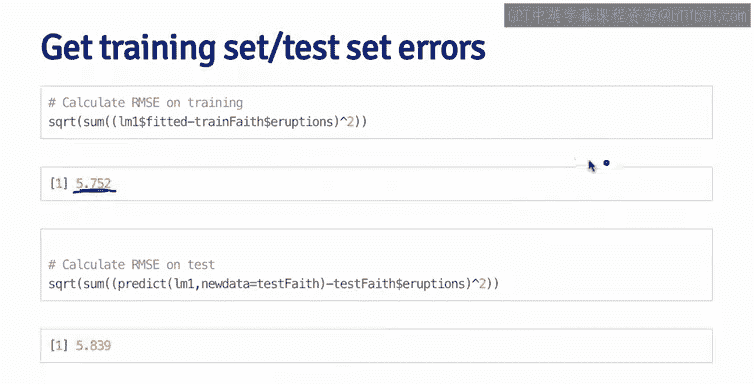 Get training set/test set errors
# Calculate RMSE on training
sqrt(sum((lm1$fitted-trainFaith$eruptions)^2))
[1] 5.752
# Calculate RMSE on test
sqrt(sum((predict(lm1,newdata=testFaith)-testFaith$eruptions)^2))
[1] 5.839